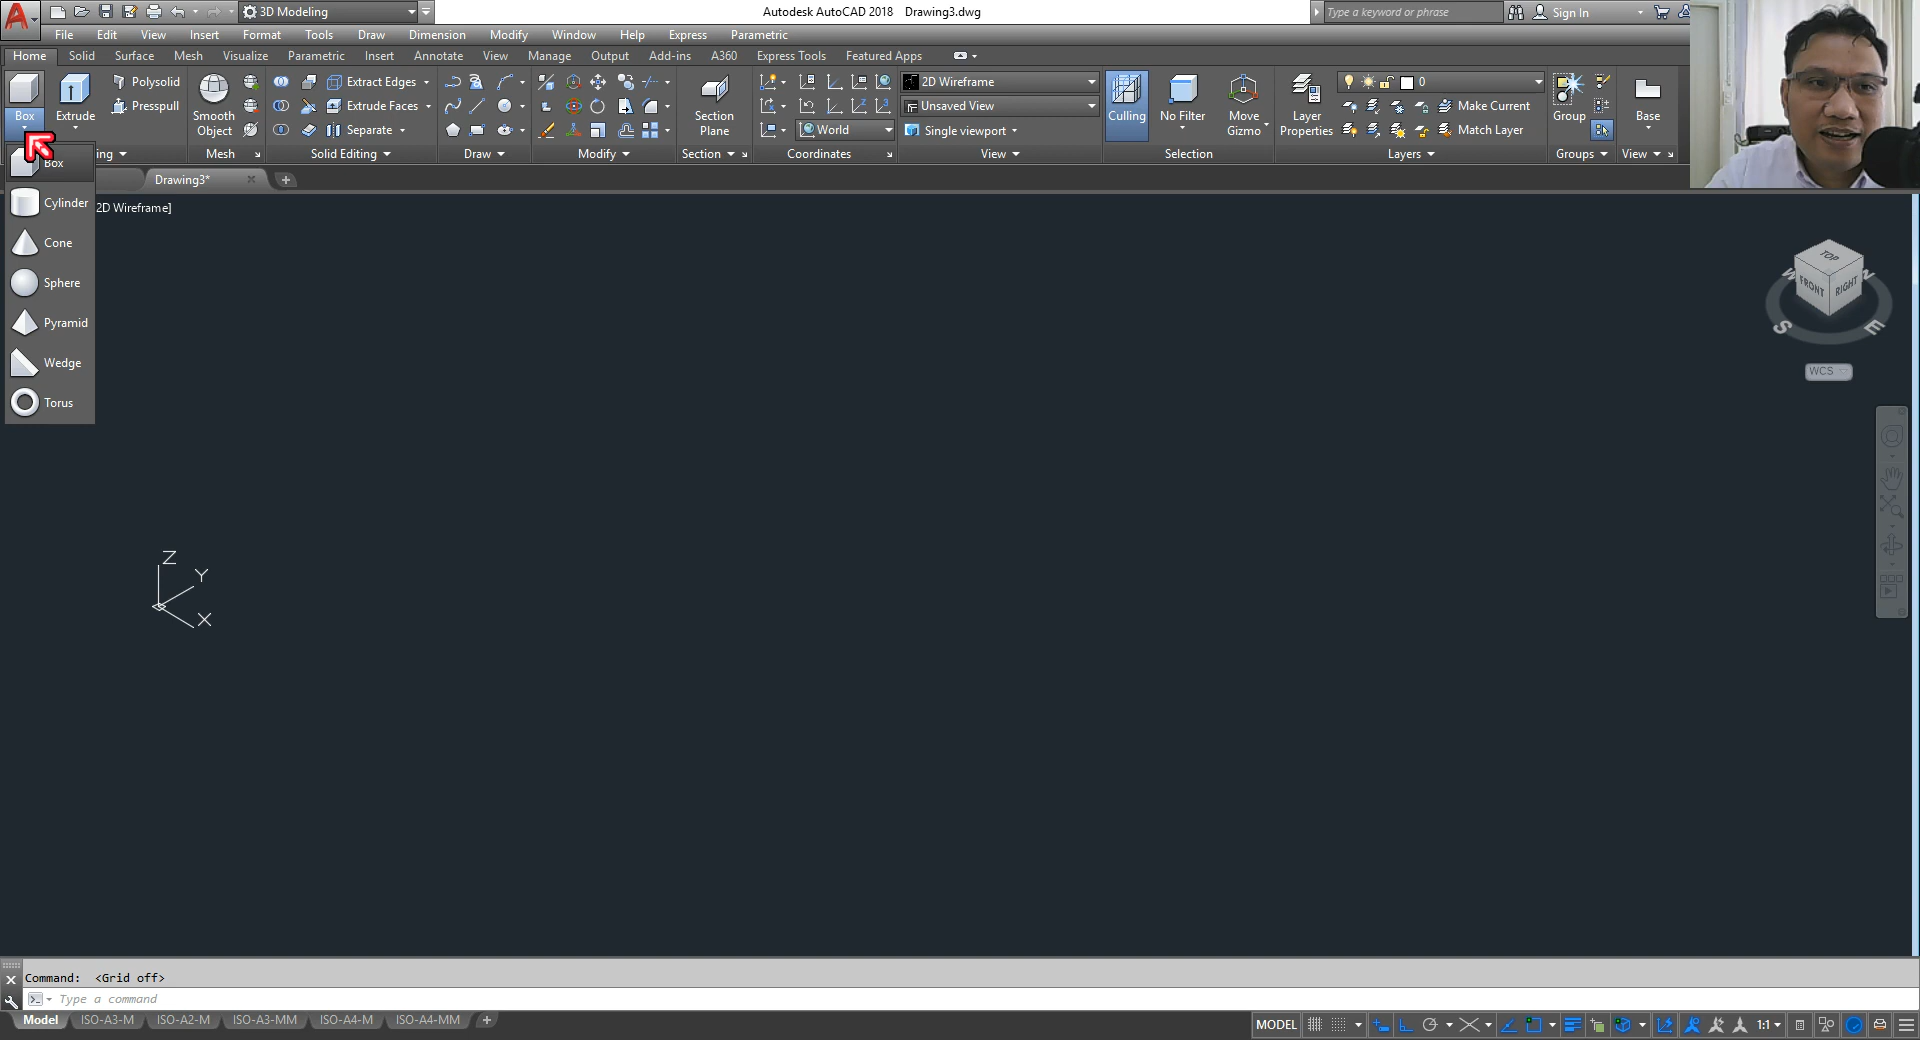 3D Modeling
Autodesk AutoCAD 2018 Drawing3.dwg
Type a keyword or phrase
Sign In
File Edit View Insert Format Tools Draw Dimension Modify Window Help Express Parametric
Home Solid Surface Mesh Visualize Parametric Insert Annotate View Manage Output Add-ins A360 Express Tools Featured Apps
Box
Extrude
Polysolid
Presspull
Smooth
Object
Mesh
Extract Edges
Extrude Faces
Separate
Solid Editing
Draw
Modify
Section
Plane
Section
World
Coordinates
2D Wireframe
Unsaved View
Single viewport
View
Culling
No Filter
Move
Gizmo
Selection
Layer
Properties
0
Make Current
Match Layer
Layers
Group
Groups
Base
View
Box
Cylinder
Cone
Sphere
Pyramid
Wedge
Torus
Drawing3*
2D Wireframe]
TOP
FRONT
RIGHT
W
N
S
E
WCS
Z
Y
X
Command: <Grid off>
Type a command
Model ISO-A3-M ISO-A2-M ISO-A3-MM ISO-A4-M ISO-A4-MM
MODEL
1:1